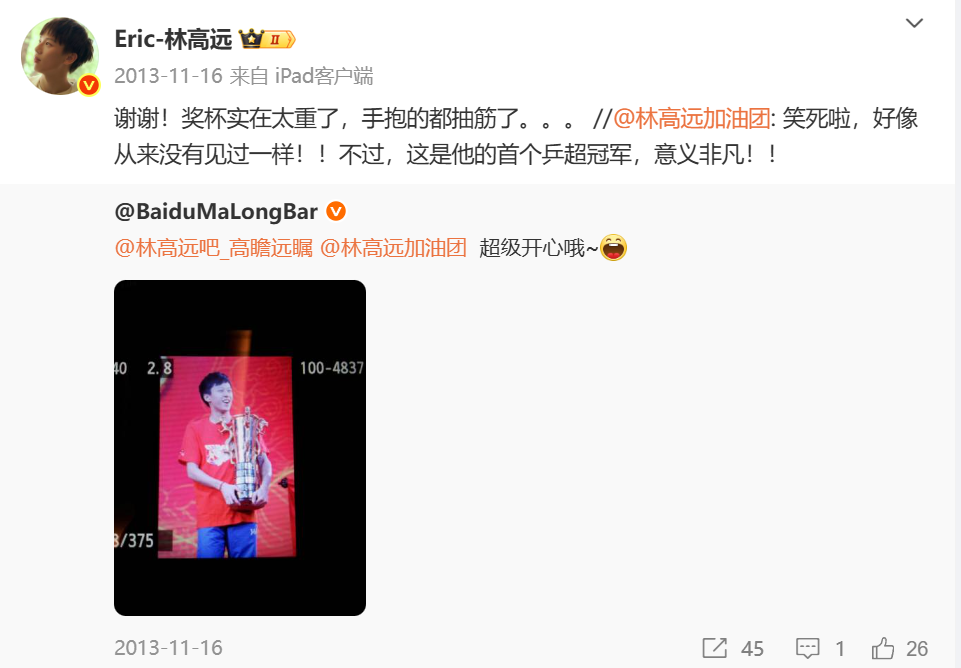 Eric-林高远 II
2013-11-16 来自 iPad客户端
谢谢！奖杯实在太重了，手抱的都抽筋了。。。 //@林高远加油团: 笑死啦，好像
从来没有见过一样！！不过，这是他的首个乒超冠军，意义非凡！！
@BaiduMaLongBar
@林高远吧_高瞻远瞩 @林高远加油团 超级开心哦~
40 2.8 100-4837
3/375
2013-11-16 45 1 26